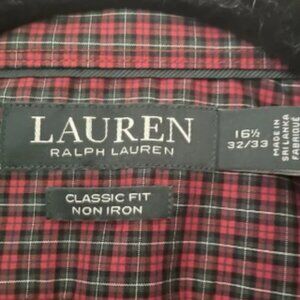 LAUREN
RALPH LAUREN
16½
32/33
MADE IN
SRI LANKA
FABRIQUÉ
CLASSIC FIT
NON IRON